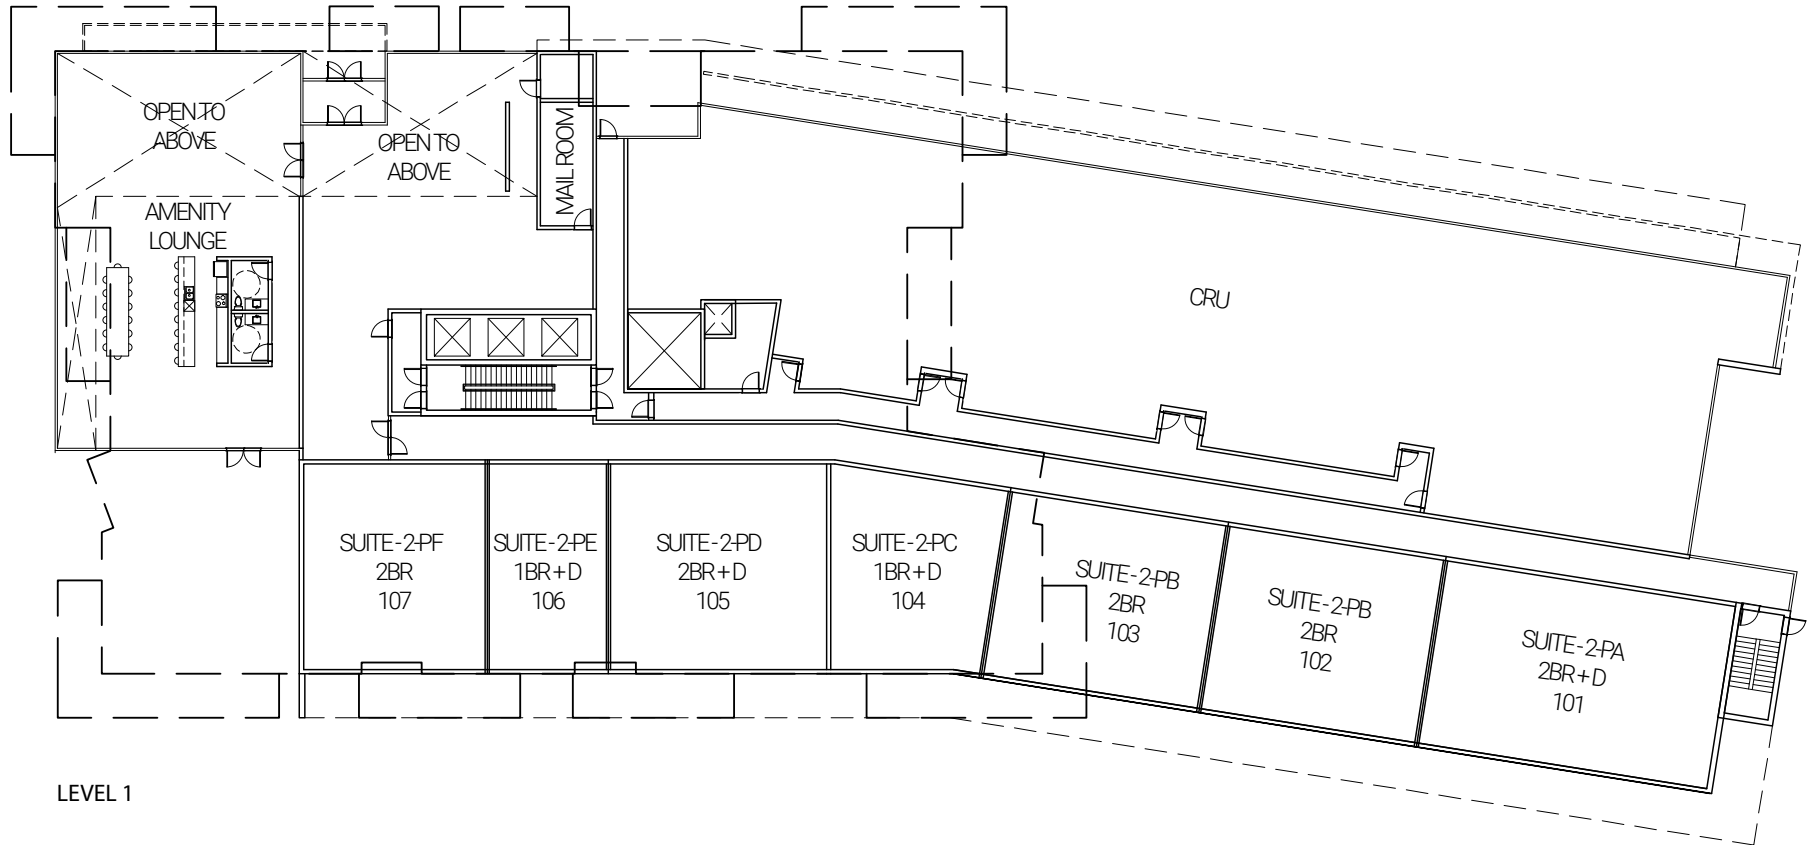 OPEN TO
ABOVE
OPEN TO
ABOVE
MAIL ROOM
AMENITY
LOUNGE
CRU
SUITE-2-PF
2BR
107
SUITE-2-PE
1BR+D
106
SUITE-2-PD
2BR+D
105
SUITE-2-PC
1BR+D
104
SUITE-2-PB
2BR
103
SUITE-2-PB
2BR
102
SUITE-2-PA
2BR+D
101
LEVEL 1